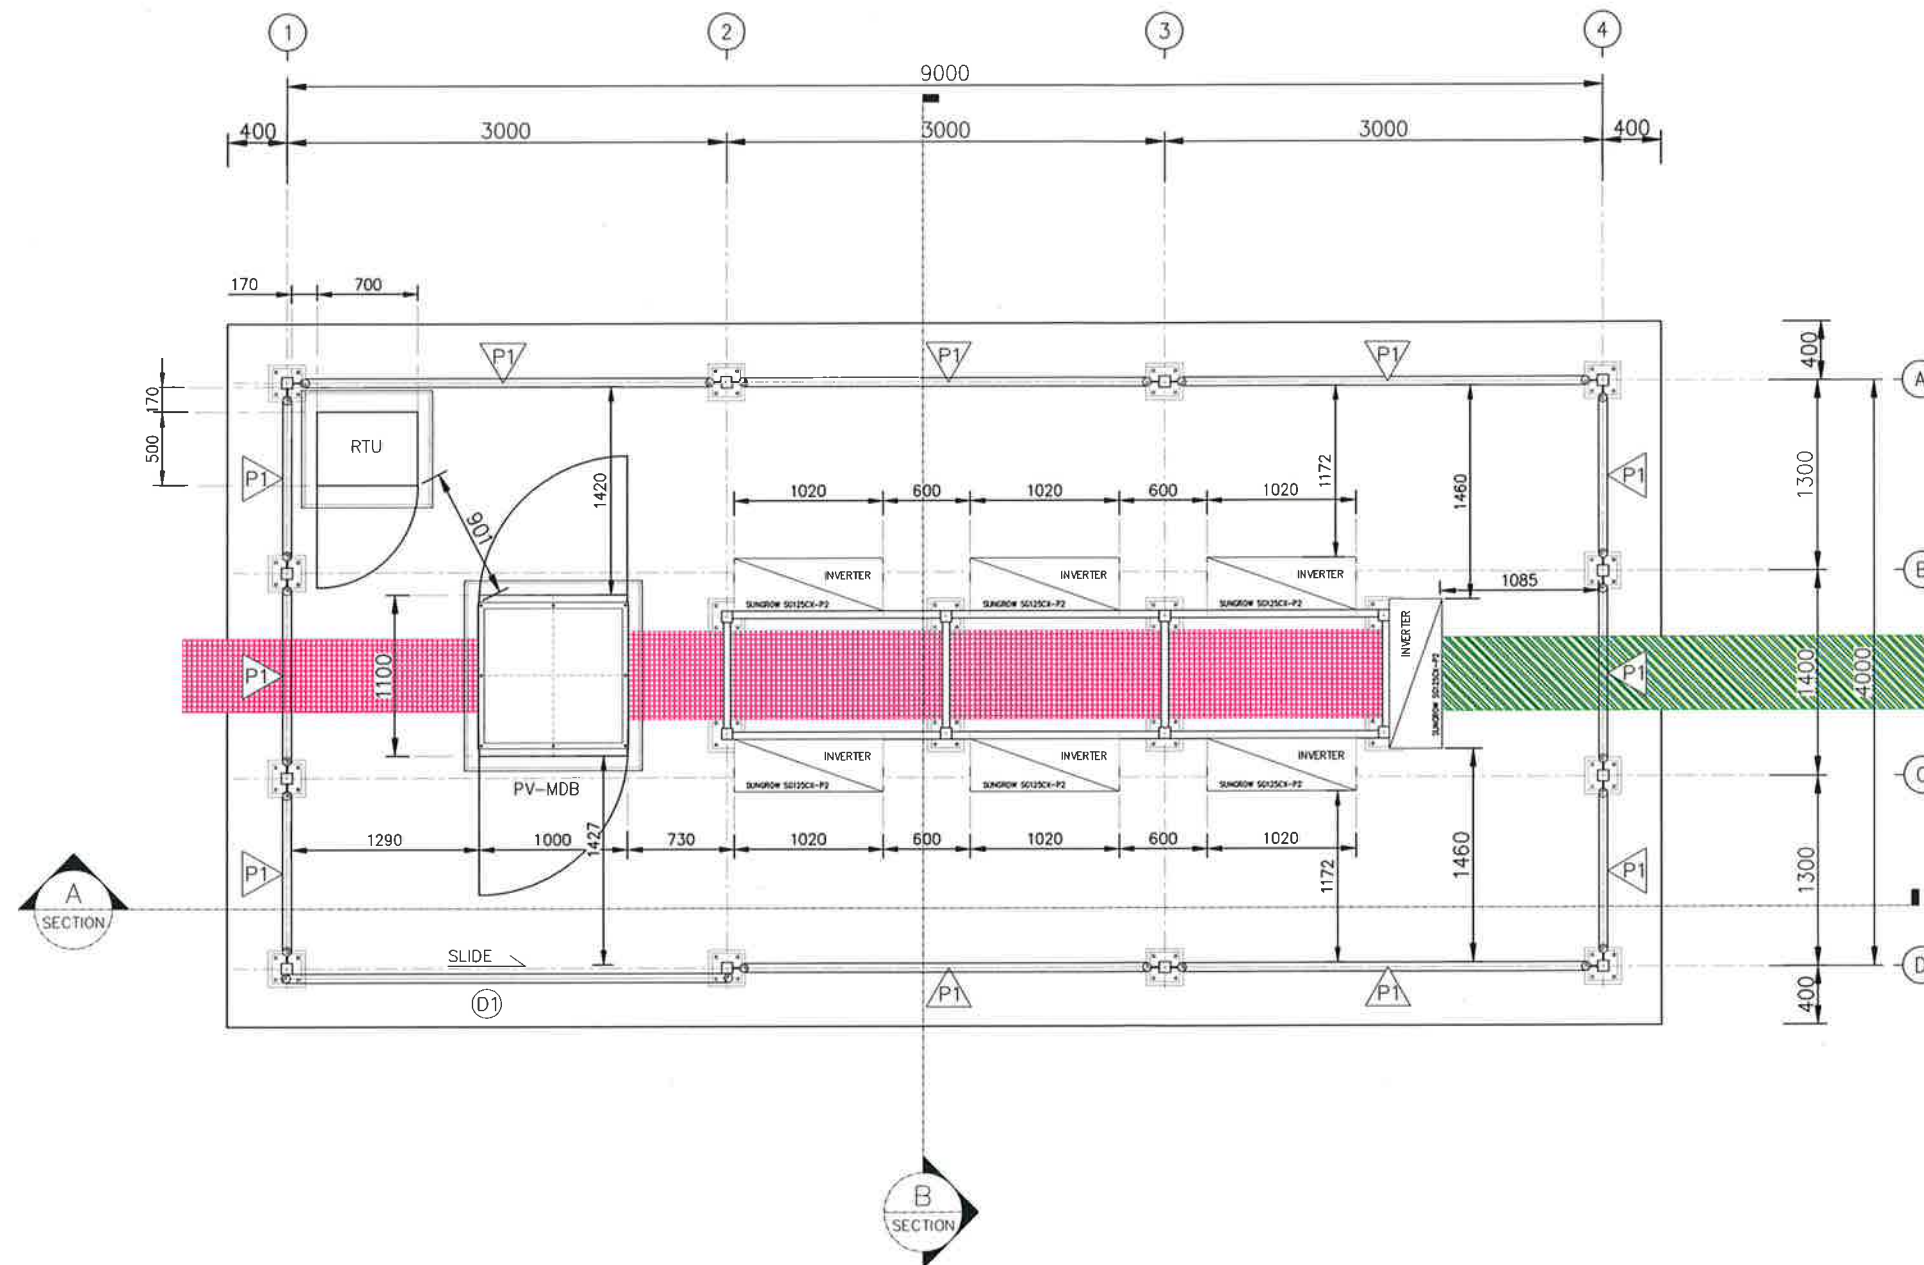 1
2
3
4
9000
400
3000
3000
3000
400
170
700
P1
P1
P1
400
A
170
500
RTU
P1
901
1420
1172
1460
P1
1300
1020
600
1020
600
1020
B
INVERTER
INVERTER
INVERTER
1085
SUNGROW SG125CX-P2
SUNGROW SG125CX-P2
SUNGROW SG125CX-P2
INVERTER
SUNGROW SG125CX-P2
P1
1100
P1
1400
4000
INVERTER
INVERTER
INVERTER
SUNGROW SG125CX-P2
SUNGROW SG125CX-P2
SUNGROW SG125CX-P2
C
PV-MDB
1290
1000
1427
730
1020
600
1020
600
1020
1172
1460
1300
P1
P1
A
SECTION
SLIDE
D1
P1
P1
D
400
B
SECTION